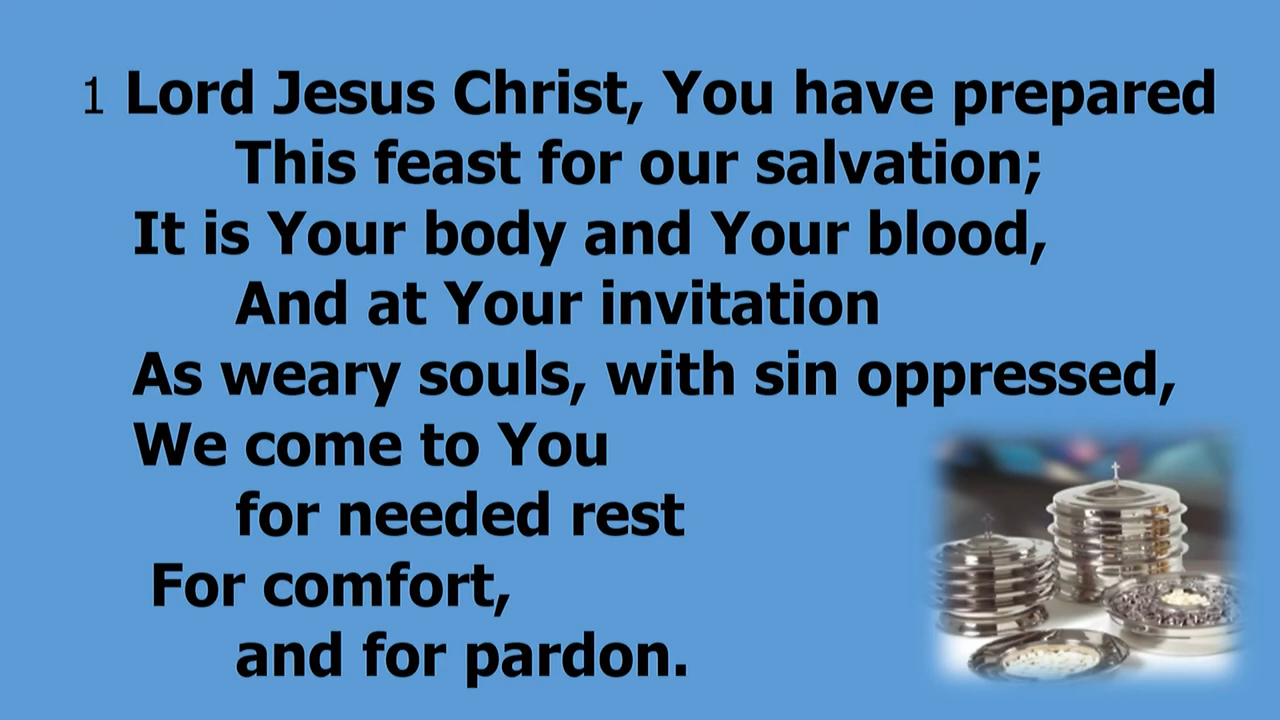 1 Lord Jesus Christ, You have prepared
This feast for our salvation;
It is Your body and Your blood,
And at Your invitation
As weary souls, with sin oppressed,
We come to You
for needed rest
For comfort,
and for pardon.